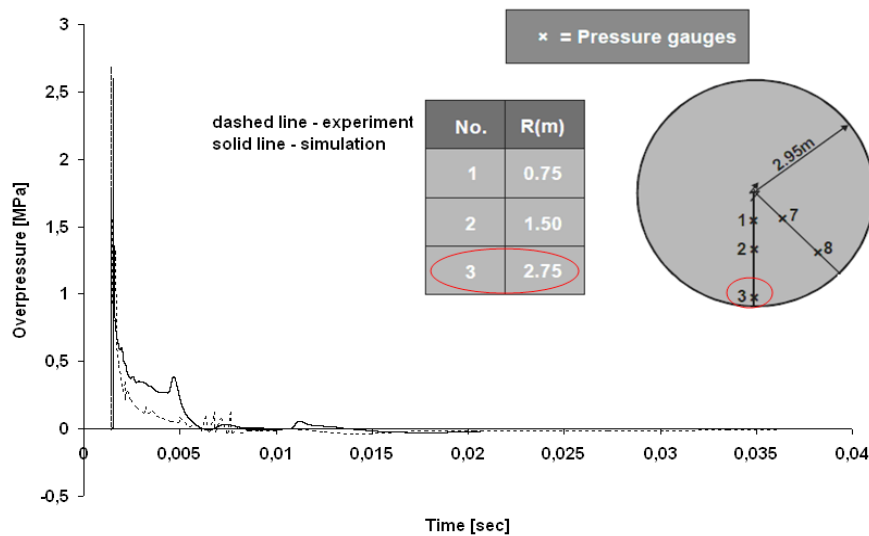 × = Pressure gauges
dashed line - experiment
solid line - simulation
No. R(m)
1 0.75
2 1.50
3 2.75
2.95m
1
7
2
8
3
Overpressure [MPa]
3
2,5
2
1,5
1
0,5
0
-0,5
0 0,005 0,01 0,015 0,02 0,025 0,03 0,035 0,04
Time [sec]